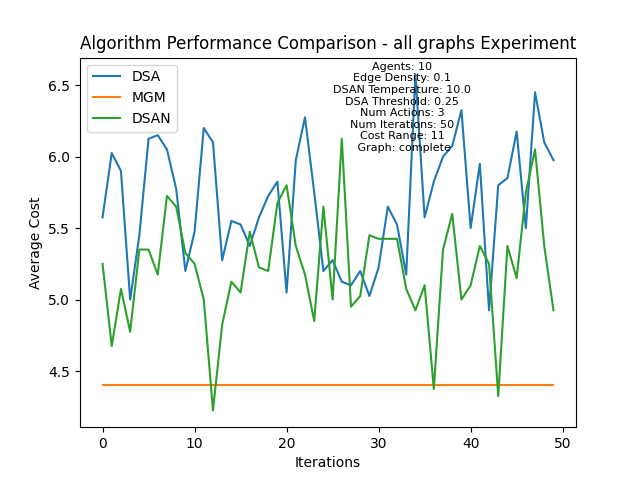 Algorithm Performance Comparison - all graphs Experiment
DSA
MGM
DSAN
Agents: 10
Edge Density: 0.1
DSAN Temperature: 10.0
DSA Threshold: 0.25
Num Actions: 3
Num Iterations: 50
Cost Range: 11
Graph: complete
Average Cost
6.5
6.0
5.5
5.0
4.5
0 10 20 30 40 50
Iterations